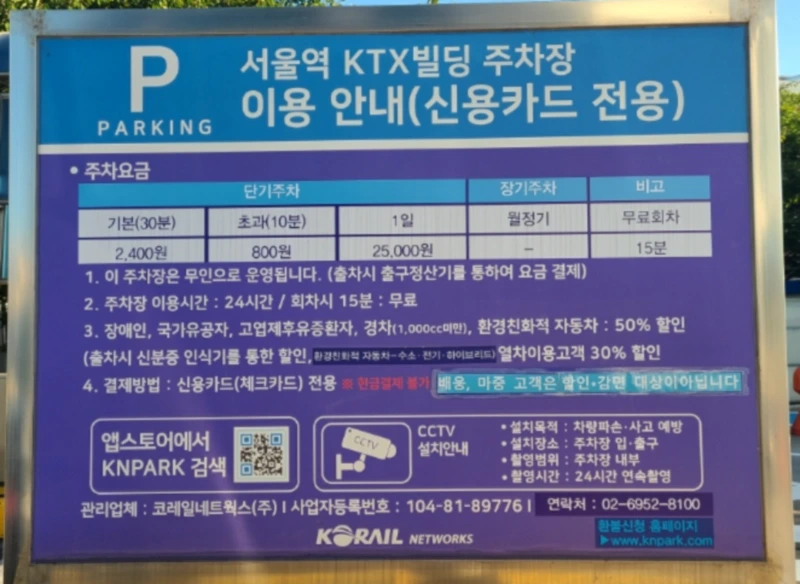 P
PARKING
서울역 KTX빌딩 주차장
이용 안내(신용카드 전용)
• 주차요금
단기주차 장기주차 비고
기본(30분) 초과(10분) 1일 월정기 무료회차
2,400원 800원 25,000원 - 15분
1. 이 주차장은 무인으로 운영됩니다. (출차시 출구정산기를 통하여 요금 결제)
2. 주차장 이용시간 : 24시간 / 회차시 15분 : 무료
3. 장애인, 국가유공자, 고엽제후유증환자, 경차(1,000cc미만), 환경친화적 자동차 : 50% 할인
(출차시 신분증 인식기를 통한 할인, 환경친화적 자동차-수소·전기·하이브리드) 열차이용고객 30% 할인
4. 결제방법 : 신용카드(체크카드) 전용 ※ 현금결제 불가 배웅, 마중 고객은 할인·감면 대상이아닙니다
앱스토어에서
KNPARK 검색
CCTV
CCTV
설치안내
• 설치목적 : 차량파손·사고 예방
• 설치장소 : 주차장 입·출구
• 촬영범위 : 주차장 내부
• 촬영시간 : 24시간 연속촬영
관리업체 : 코레일네트웍스(주) | 사업자등록번호 : 104-81-89776 | 연락처 : 02-6952-8100
환불신청 홈페이지
▶www.knpark.com
KORAIL NETWORKS